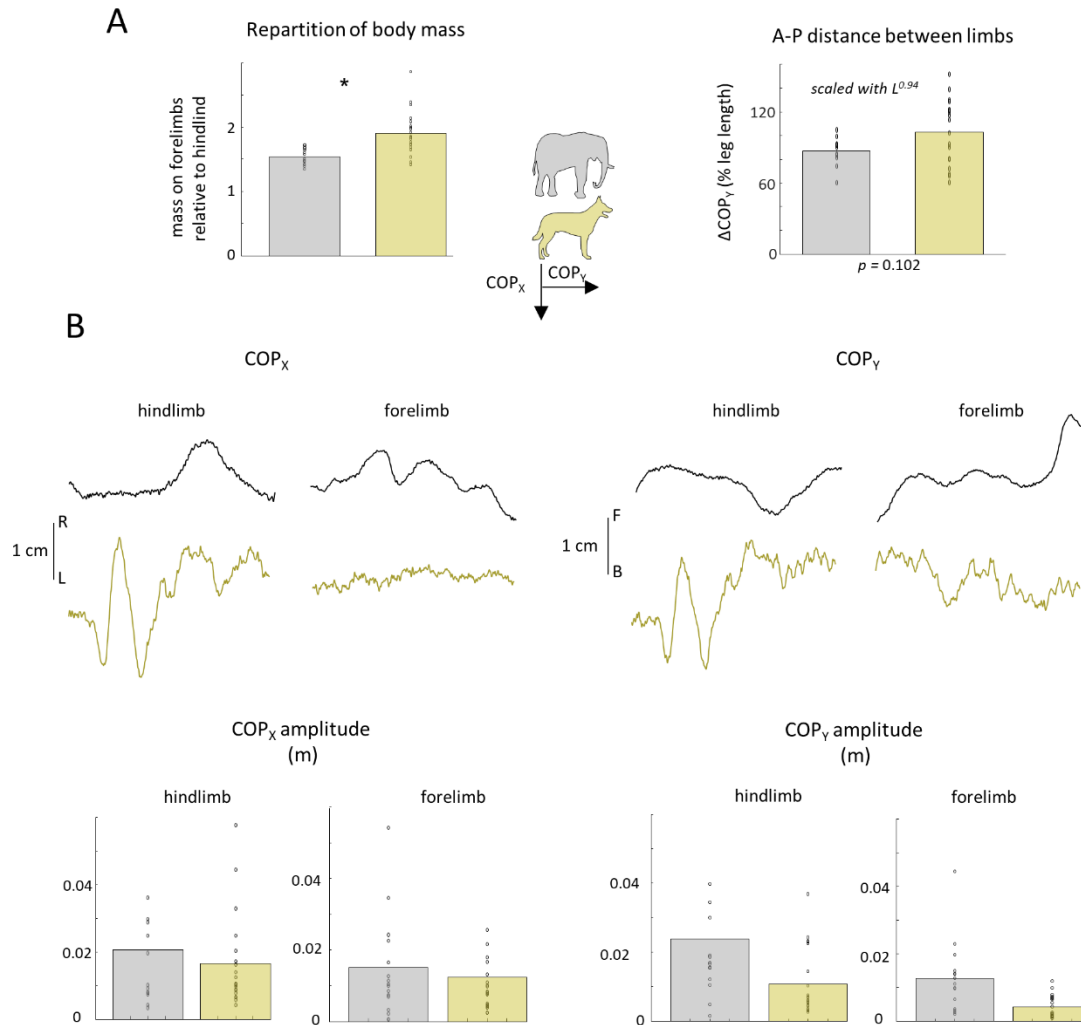 A
Repartition of body mass
A-P distance between limbs
mass on forelimbs
relative to hindlind
2
1
0
*
COPX
COPY
ΔCOPY (% leg length)
120
60
0
scaled with L0.94
p = 0.102
B
COPX
COPY
hindlimb
forelimb
hindlimb
forelimb
R
1 cm
L
F
1 cm
B
COPX amplitude
(m)
COPY amplitude
(m)
hindlimb
forelimb
hindlimb
forelimb
0.04
0.02
0
0.04
0.02
0
0.04
0.02
0
0.04
0.02
0